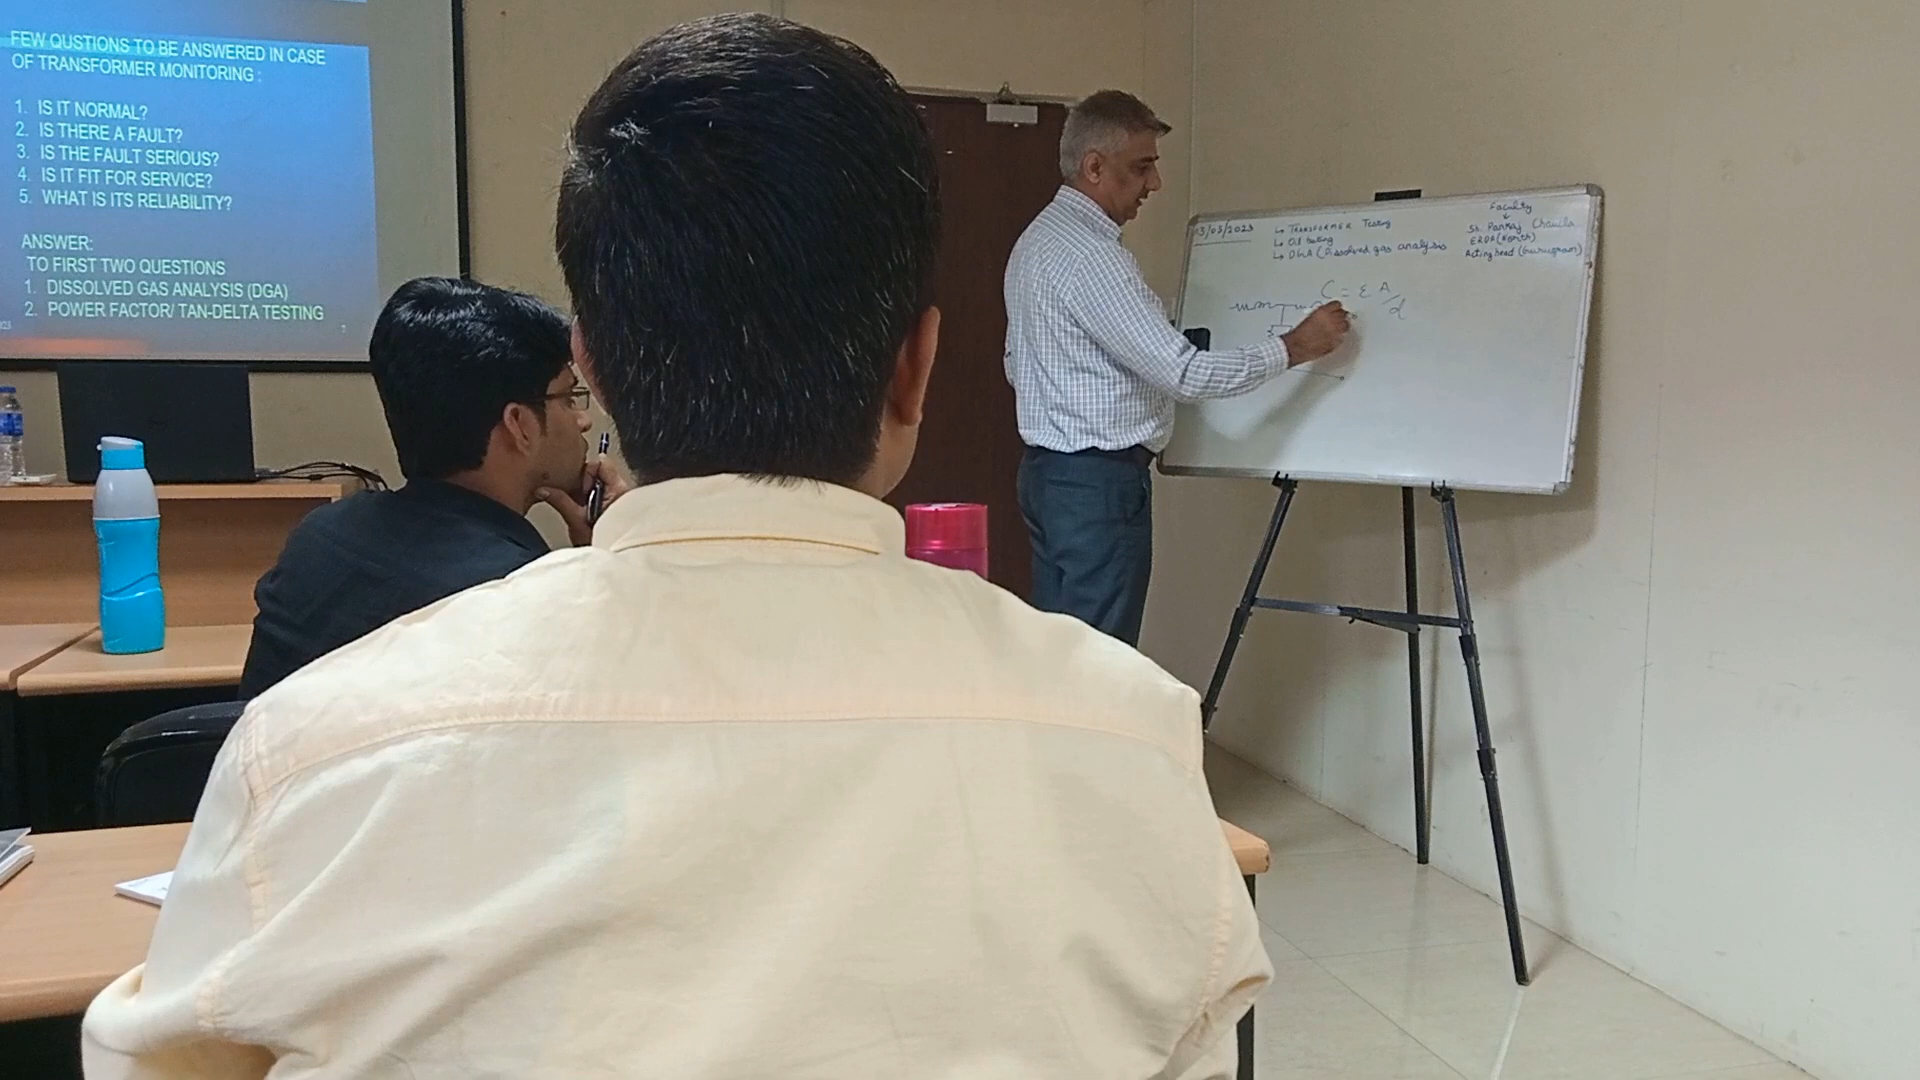 FEW QUSTIONS TO BE ANSWERED IN CASE
OF TRANSFORMER MONITORING :
1. IS IT NORMAL?
2. IS THERE A FAULT?
3. IS THE FAULT SERIOUS?
4. IS IT FIT FOR SERVICE?
5. WHAT IS ITS RELIABILITY?
ANSWER:
TO FIRST TWO QUESTIONS
1. DISSOLVED GAS ANALYSIS (DGA)
2. POWER FACTOR/ TAN-DELTA TESTING
13/03/2023
↳ TRANSFORMER Testing
↳ Oil testing
↳ DGA (Dissolved gas analysis
Faculty
↓
Sh. Pankaj Chawla
ERDA (North)
Acting head (Gurugram)
C = ε A/d